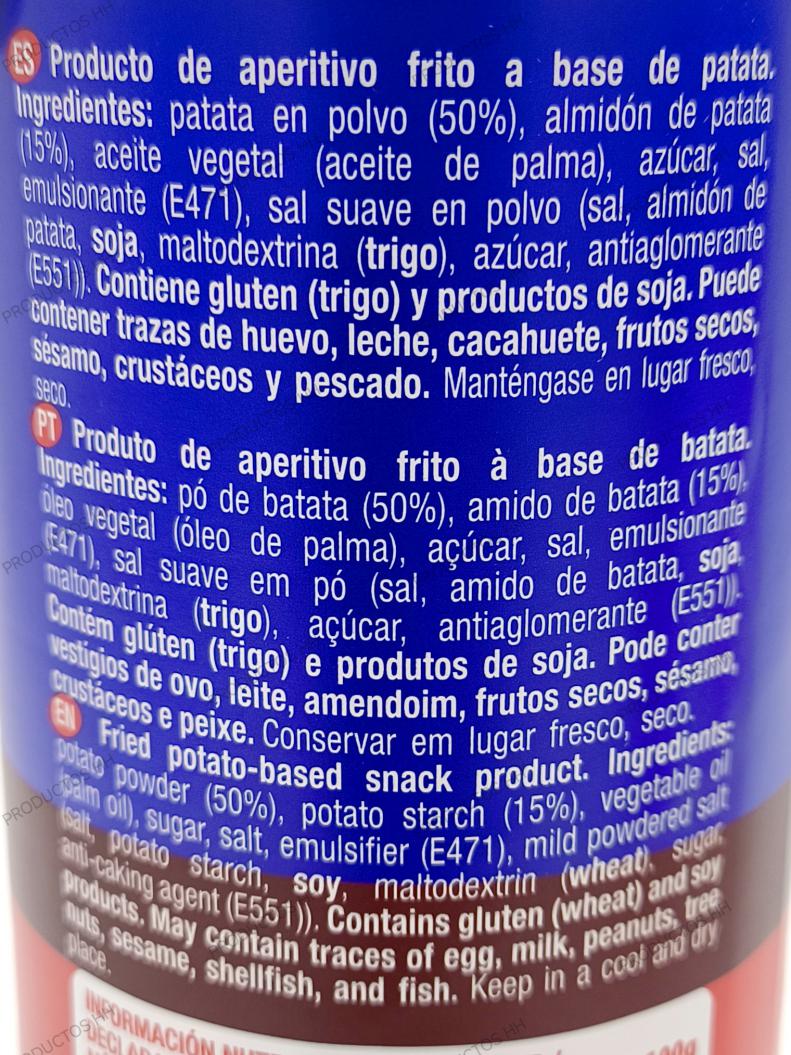 ES Producto de aperitivo frito a base de patata.
Ingredientes: patata en polvo (50%), almidón de patata
(15%), aceite vegetal (aceite de palma), azúcar, sal,
emulsionante (E471), sal suave en polvo (sal, almidón de
patata, soja, maltodextrina (trigo), azúcar, antiaglomerante
(E551)). Contiene gluten (trigo) y productos de soja. Puede
contener trazas de huevo, leche, cacahuete, frutos secos,
sésamo, crustáceos y pescado. Manténgase en lugar fresco,
seco.
PT Produto de aperitivo frito à base de batata.
Ingredientes: pó de batata (50%), amido de batata (15%),
óleo vegetal (óleo de palma), açúcar, sal, emulsionante
(E471), sal suave em pó (sal, amido de batata, soja,
maltodextrina (trigo), açúcar, antiaglomerante (E551)).
Contém glúten (trigo) e produtos de soja. Pode conter
vestígios de ovo, leite, amendoim, frutos secos, sésamo,
crustáceos e peixe. Conservar em lugar fresco, seco.
EN Fried potato-based snack product. Ingredients:
potato powder (50%), potato starch (15%), vegetable oil
(palm oil), sugar, salt, emulsifier (E471), mild powdered salt
(salt, potato starch, soy, maltodextrin (wheat), sugar,
anti-caking agent (E551)). Contains gluten (wheat) and soy
products. May contain traces of egg, milk, peanuts, tree
nuts, sesame, shellfish, and fish. Keep in a cool and dry
place.
INFORMACIÓN
100g
PRODUCTOS HH